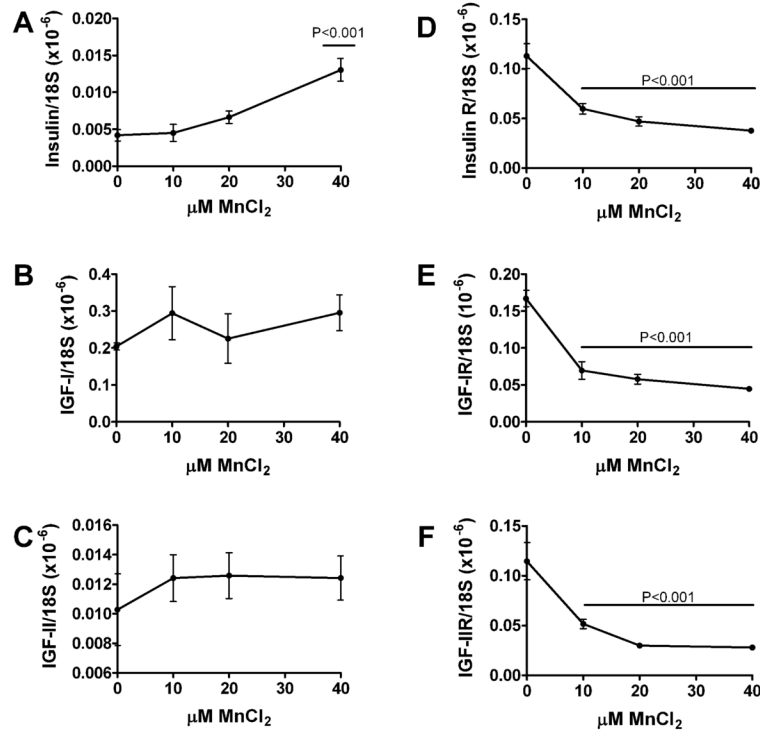 A
Insulin/18S (x10⁻⁶)
0.020
0.015
0.010
0.005
0.000
P<0.001
0 10 20 30 40
μM MnCl₂
B
IGF-I/18S (x10⁻⁶)
0.4
0.3
0.2
0.1
0.0
0 10 20 30 40
μM MnCl₂
C
IGF-II/18S (x10⁻⁶)
0.016
0.014
0.012
0.010
0.008
0.006
0 10 20 30 40
μM MnCl₂
D
Insulin R/18S (x10⁻⁶)
0.15
0.10
0.05
0.00
P<0.001
0 10 20 30 40
μM MnCl₂
E
IGF-IR/18S (10⁻⁶)
0.20
0.15
0.10
0.05
0.00
P<0.001
0 10 20 30 40
μM MnCl₂
F
IGF-IIR/18S (x10⁻⁶)
0.15
0.10
0.05
0.00
P<0.001
0 10 20 30 40
μM MnCl₂